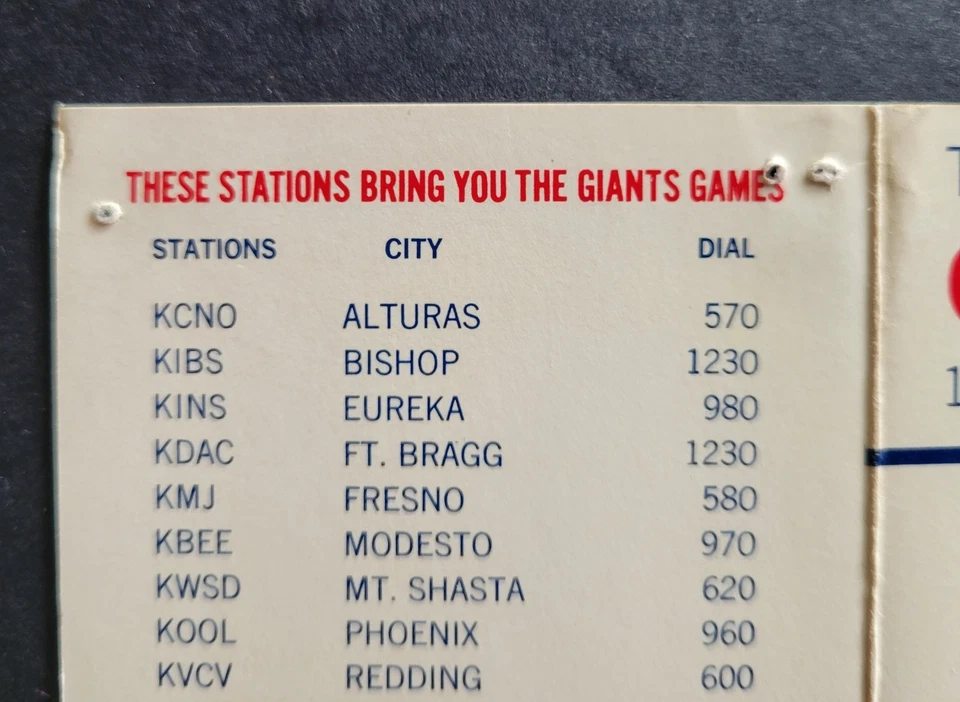 THESE STATIONS BRING YOU THE GIANTS GAMES
STATIONS CITY DIAL
KCNO ALTURAS 570
KIBS BISHOP 1230
KINS EUREKA 980
KDAC FT. BRAGG 1230
KMJ FRESNO 580
KBEE MODESTO 970
KWSD MT. SHASTA 620
KOOL PHOENIX 960
KVCV REDDING 600